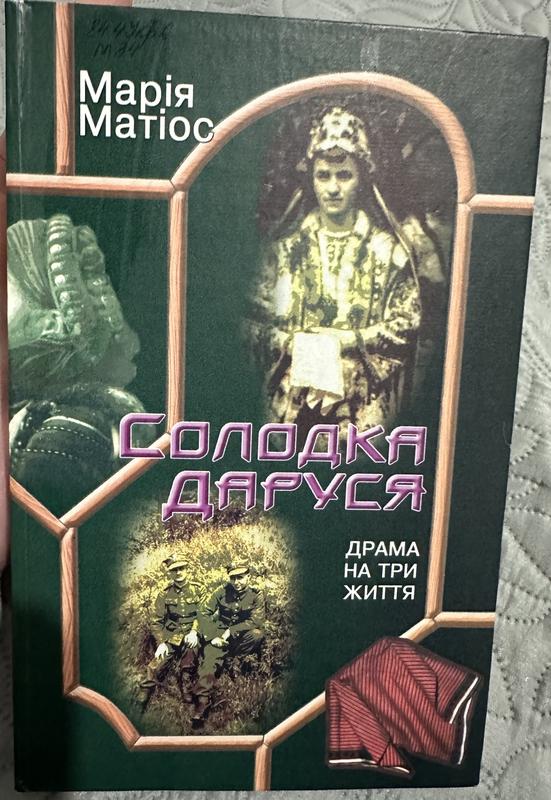 Марія
Матіос
Солодка
Даруся
ДРАМА
НА ТРИ
ЖИТТЯ